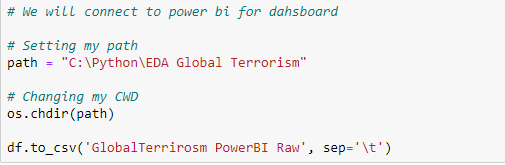 # We will connect to power bi for dahsboard
# Setting my path
path = "C:\Python\EDA Global Terrorism"
# Changing my CWD
os.chdir(path)
df.to_csv('GlobalTerrirosm PowerBI Raw', sep='\t')